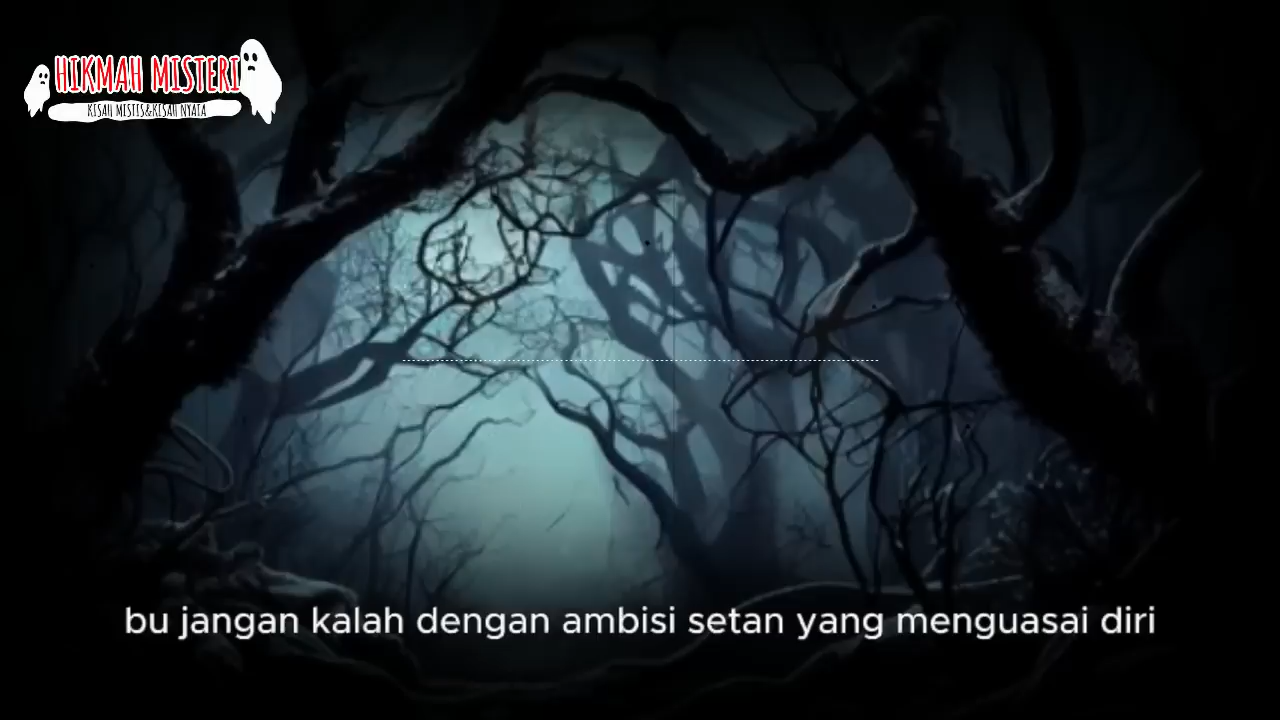 HIKMAH MISTERI
KISAH MISTIS&KISAH NYATA
bu jangan kalah dengan ambisi setan yang menguasai diri